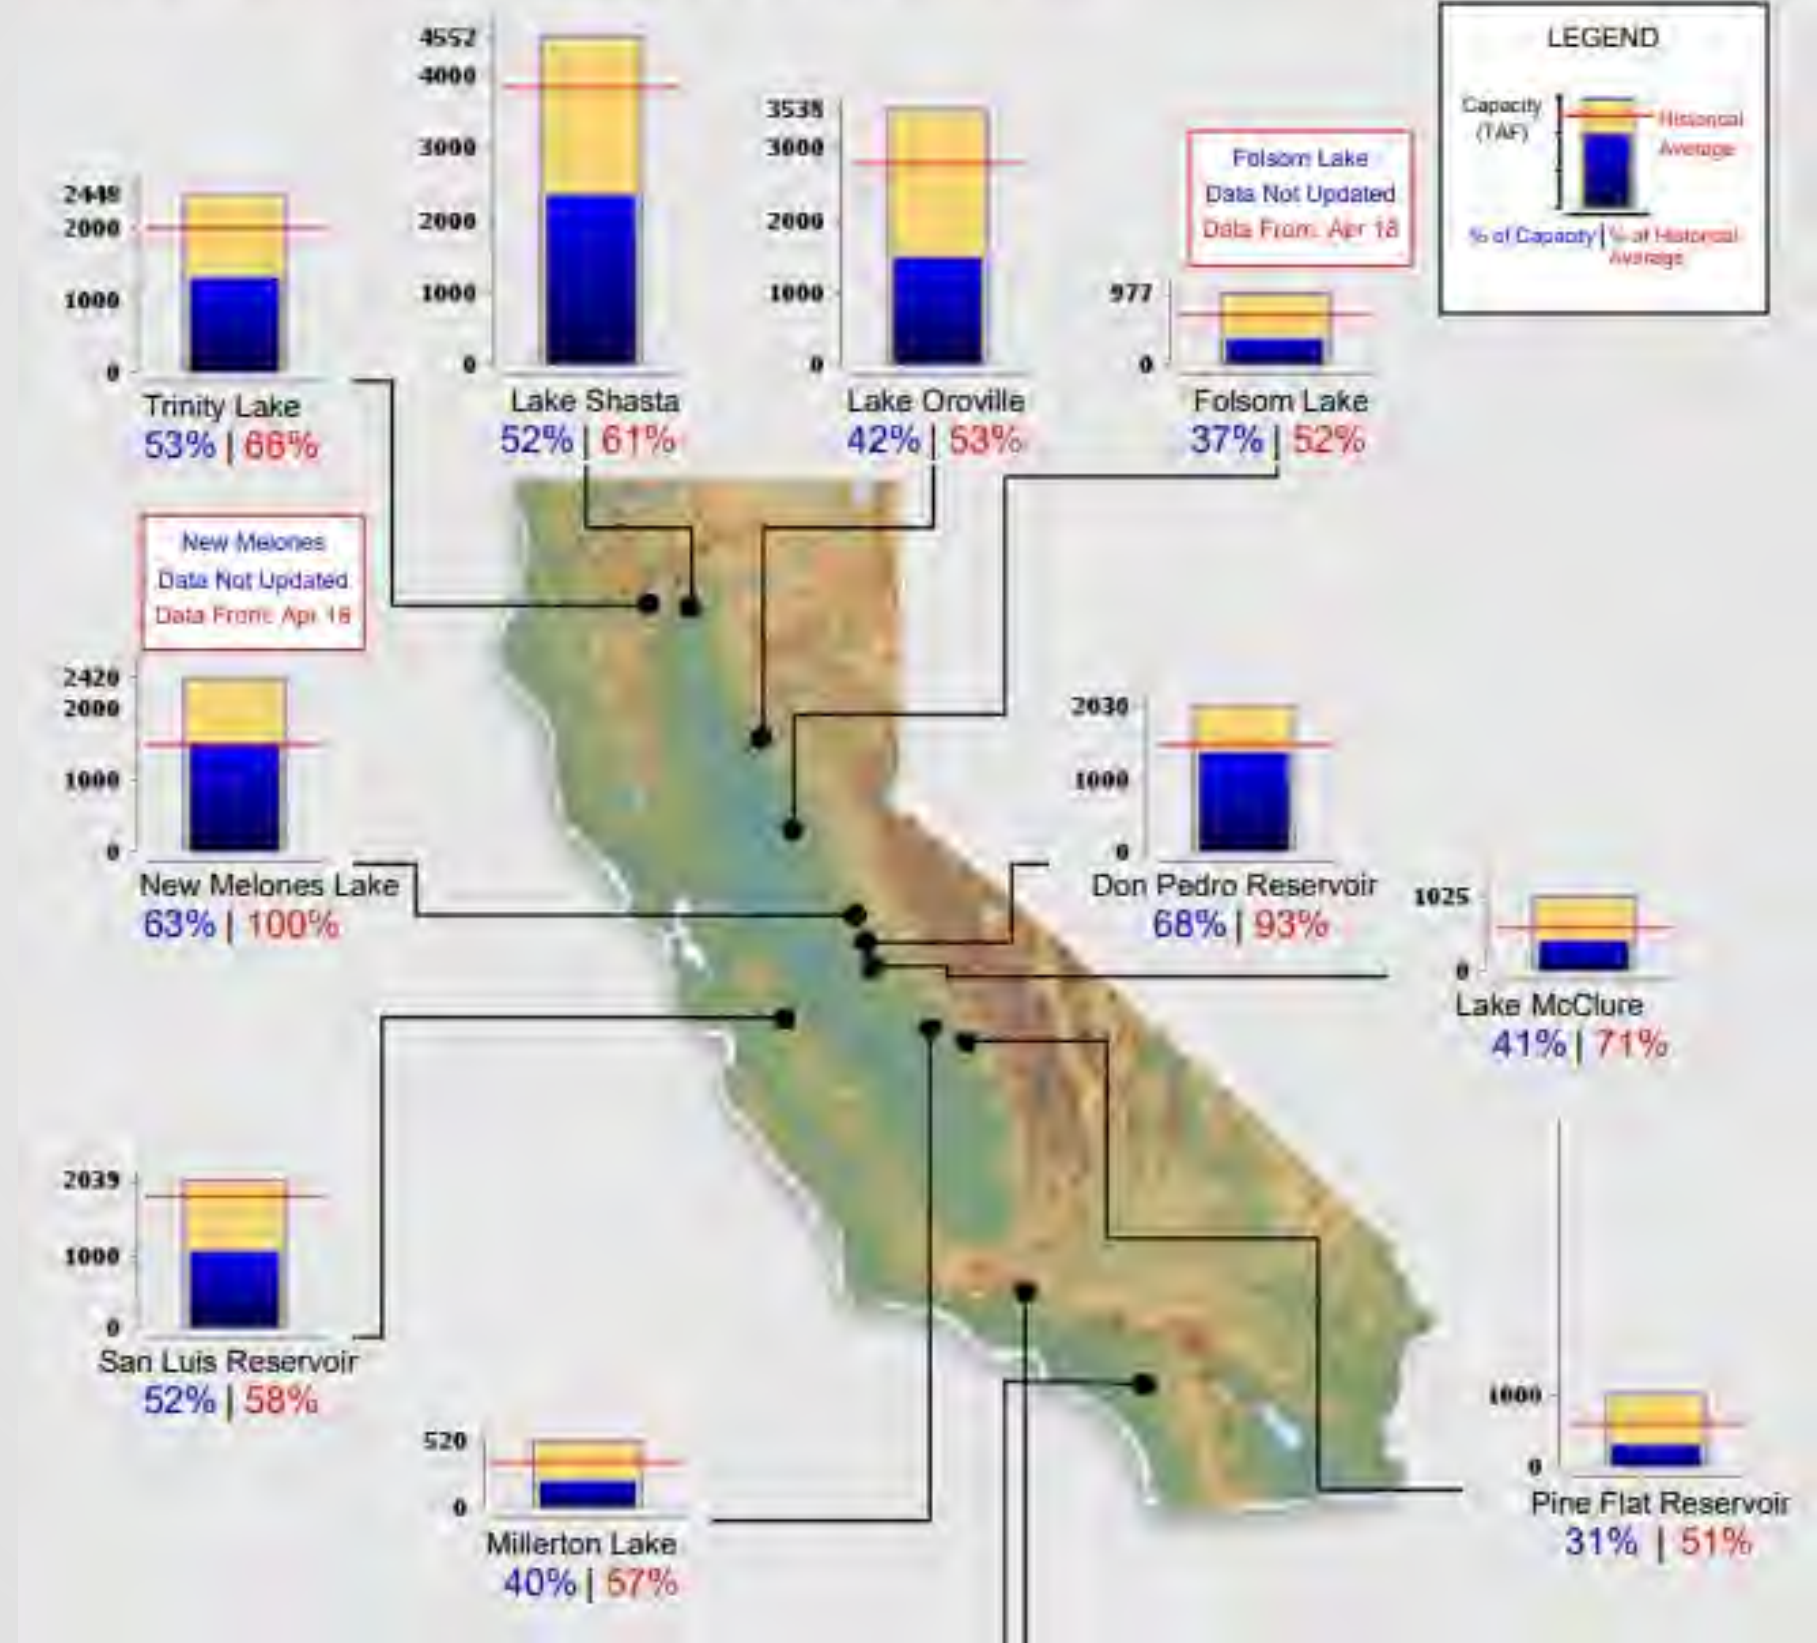 4552
4000
3000
2000
1000
0
Lake Shasta
52% | 61%
3538
3000
2000
1000
0
Lake Oroville
42% | 53%
Folsom Lake
Data Not Updated
Data From: Apr 18
977
0
Folsom Lake
37% | 52%
LEGEND
Capacity
(TAF)
Historical
Average
% of Capacity | % of Historical
Average
2448
2000
1000
0
Trinity Lake
53% | 66%
New Melones
Data Not Updated
Data From: Apr 18
2420
2000
1000
0
New Melones Lake
63% | 100%
2030
1000
0
Don Pedro Reservoir
68% | 93%
1025
0
Lake McClure
41% | 71%
2039
1000
0
San Luis Reservoir
52% | 58%
520
0
Millerton Lake
40% | 57%
1000
0
Pine Flat Reservoir
31% | 51%